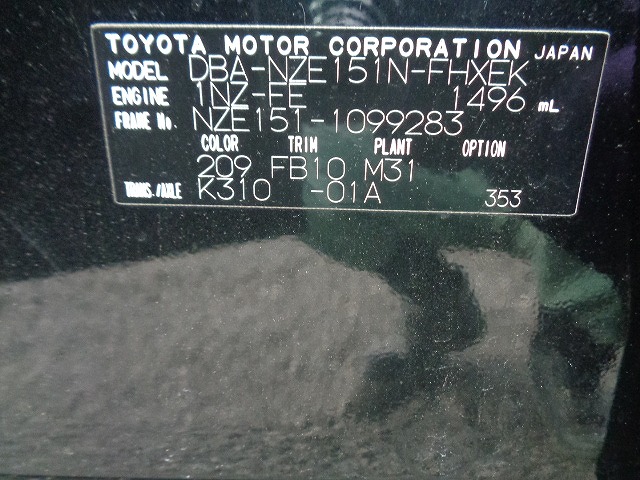 TOYOTA MOTOR CORPORATION JAPAN
MODEL DBA-NZE151N-FHXEK
ENGINE 1NZ-FE 1496 mL
FRAME No. NZE151-1099283
COLOR TRIM PLANT OPTION
209 FB10 M31
TRANS./AXLE K310 -01A 353